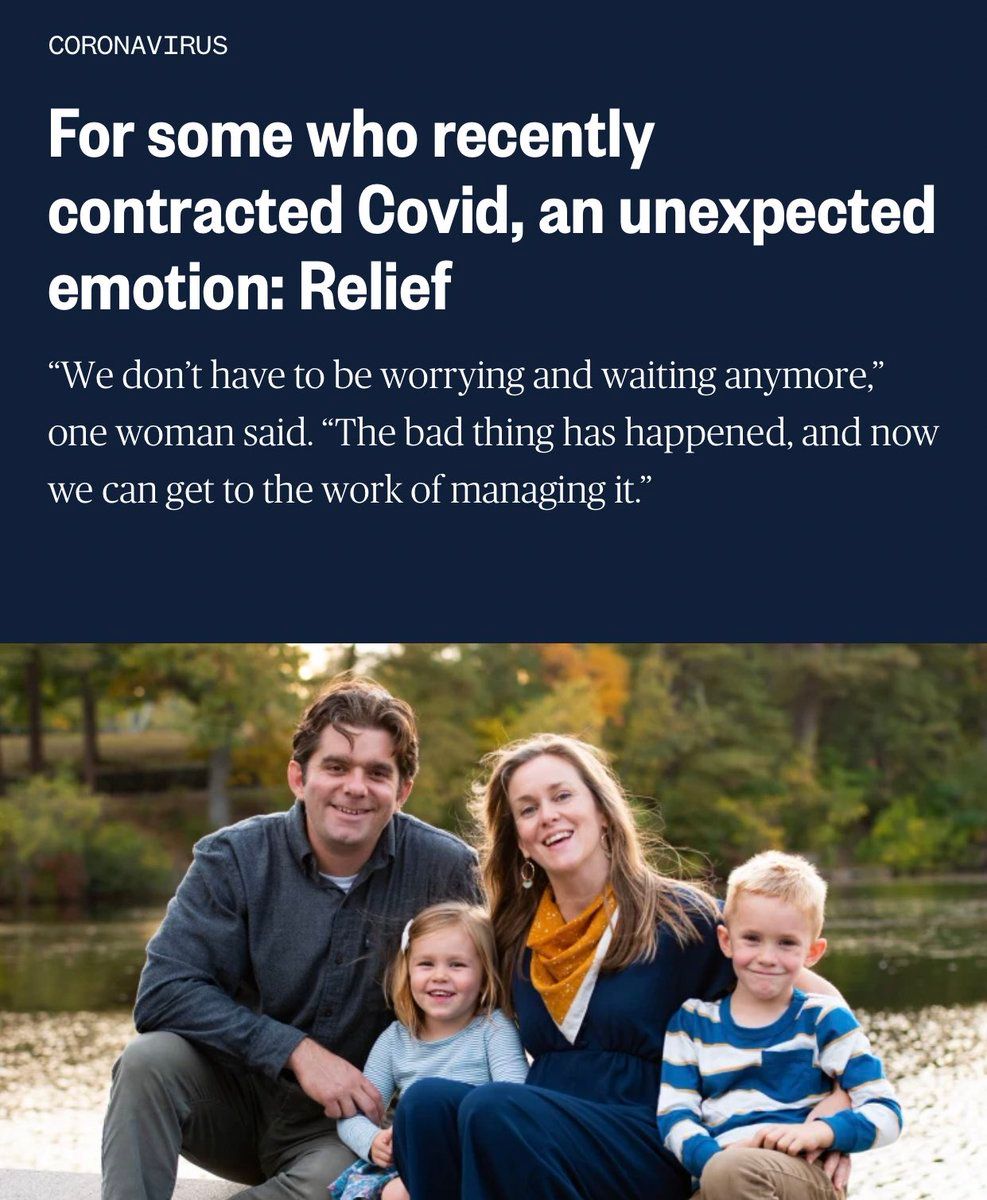 CORONAVIRUS
For some who recently
contracted Covid, an unexpected
emotion: Relief
“We don’t have to be worrying and waiting anymore,”
one woman said. “The bad thing has happened, and now
we can get to the work of managing it.”